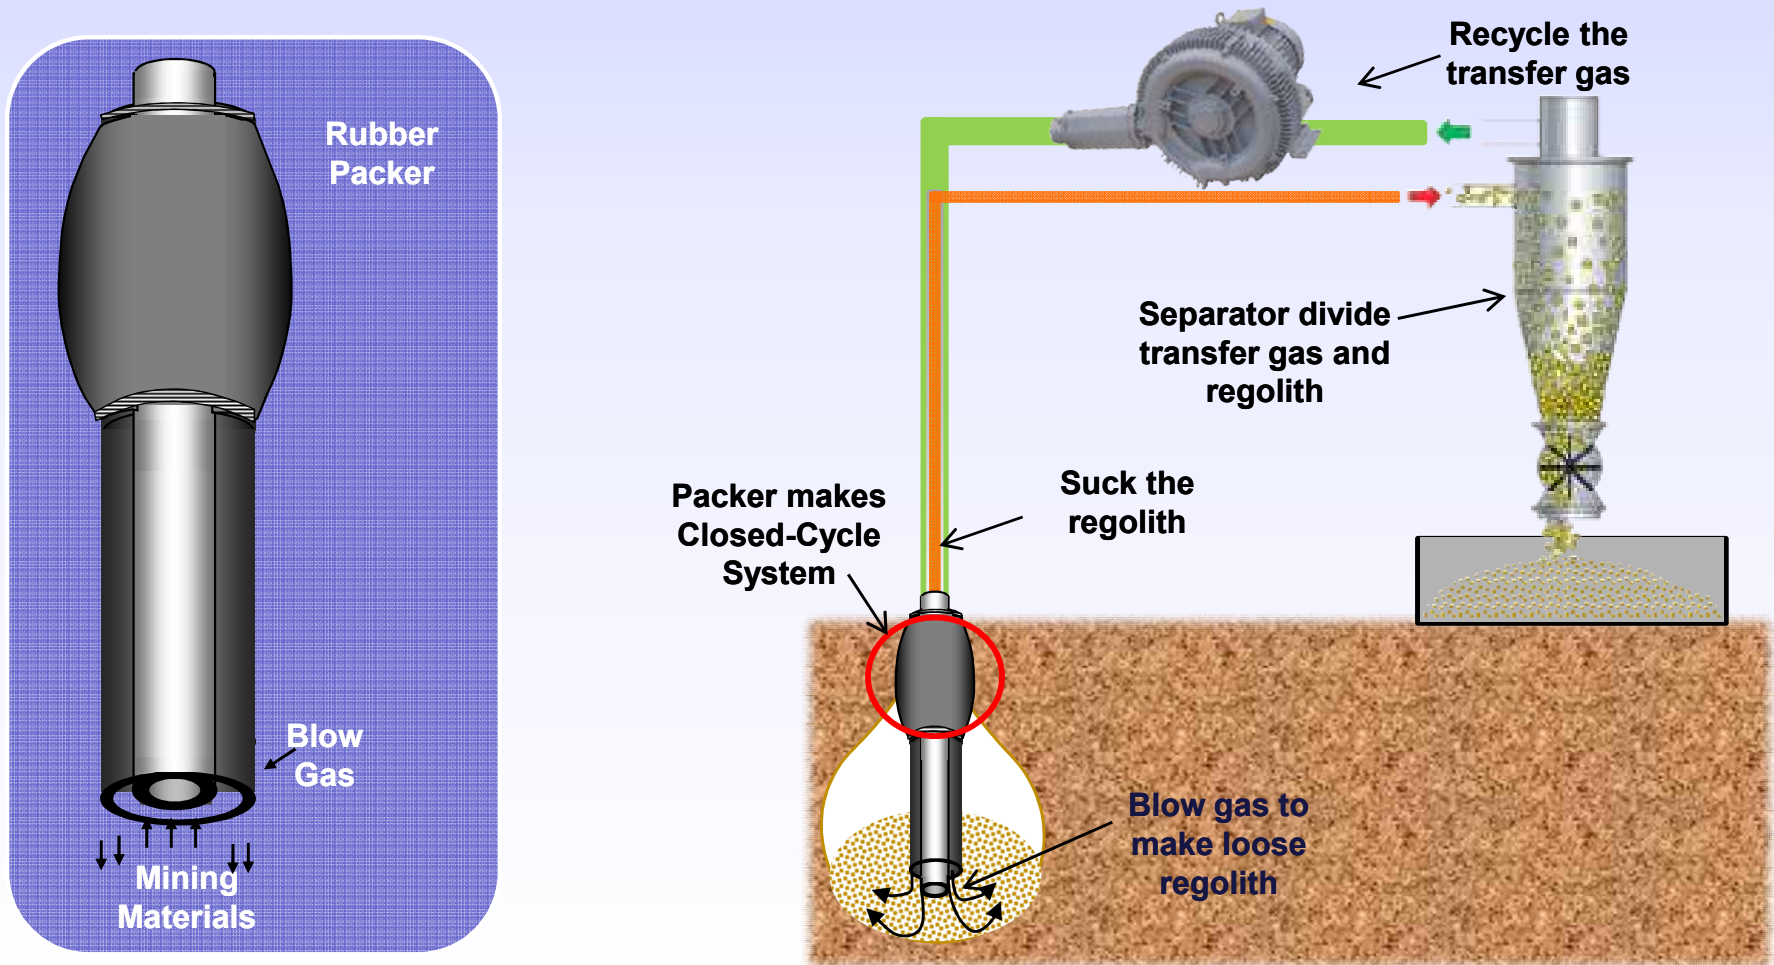 Rubber
Packer
Blow
Gas
Mining
Materials
Recycle the
transfer gas
Separator divide
transfer gas and
regolith
Suck the
regolith
Packer makes
Closed-Cycle
System
Blow gas to
make loose
regolith